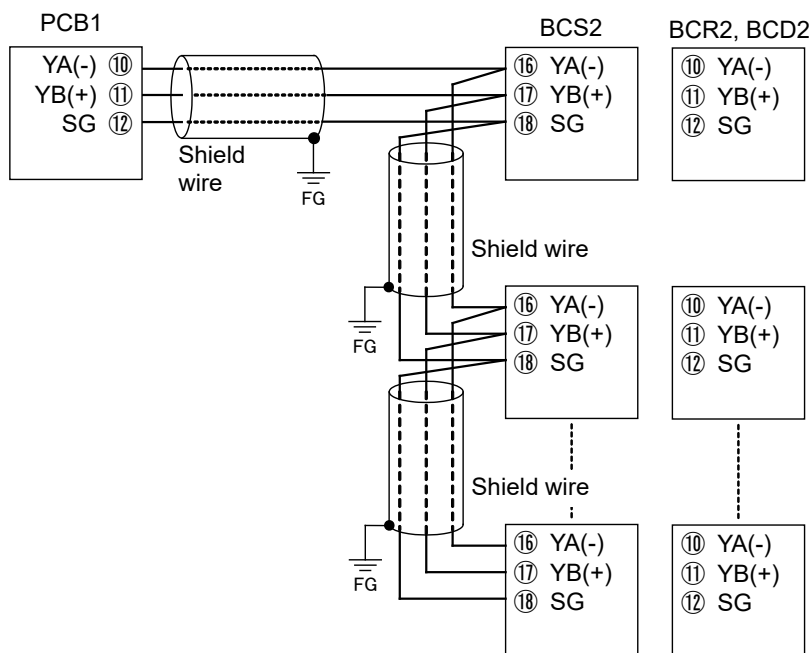 PCB1
BCS2
BCR2, BCD2
YA(-) ⑩
YB(+) ⑪
SG ⑫
Shield
wire
FG
⑯ YA(-)
⑰ YB(+)
⑱ SG
⑩ YA(-)
⑪ YB(+)
⑫ SG
Shield wire
FG
⑯ YA(-)
⑰ YB(+)
⑱ SG
⑩ YA(-)
⑪ YB(+)
⑫ SG
Shield wire
FG
⑯ YA(-)
⑰ YB(+)
⑱ SG
⑩ YA(-)
⑪ YB(+)
⑫ SG